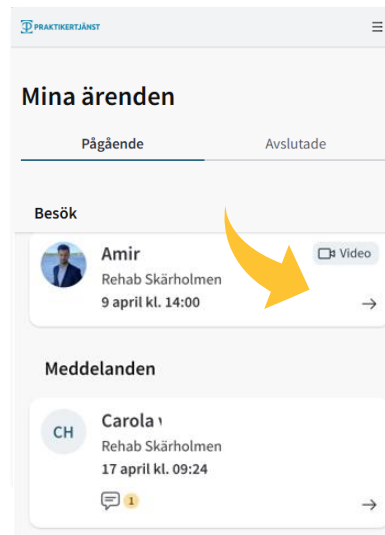 PRAKTIKERTJÄNST
Mina ärenden
Pågående Avslutade
Besök
Amir Video
Rehab Skärholmen
9 april kl. 14:00
Meddelanden
CH Carola
Rehab Skärholmen
17 april kl. 09:24
1